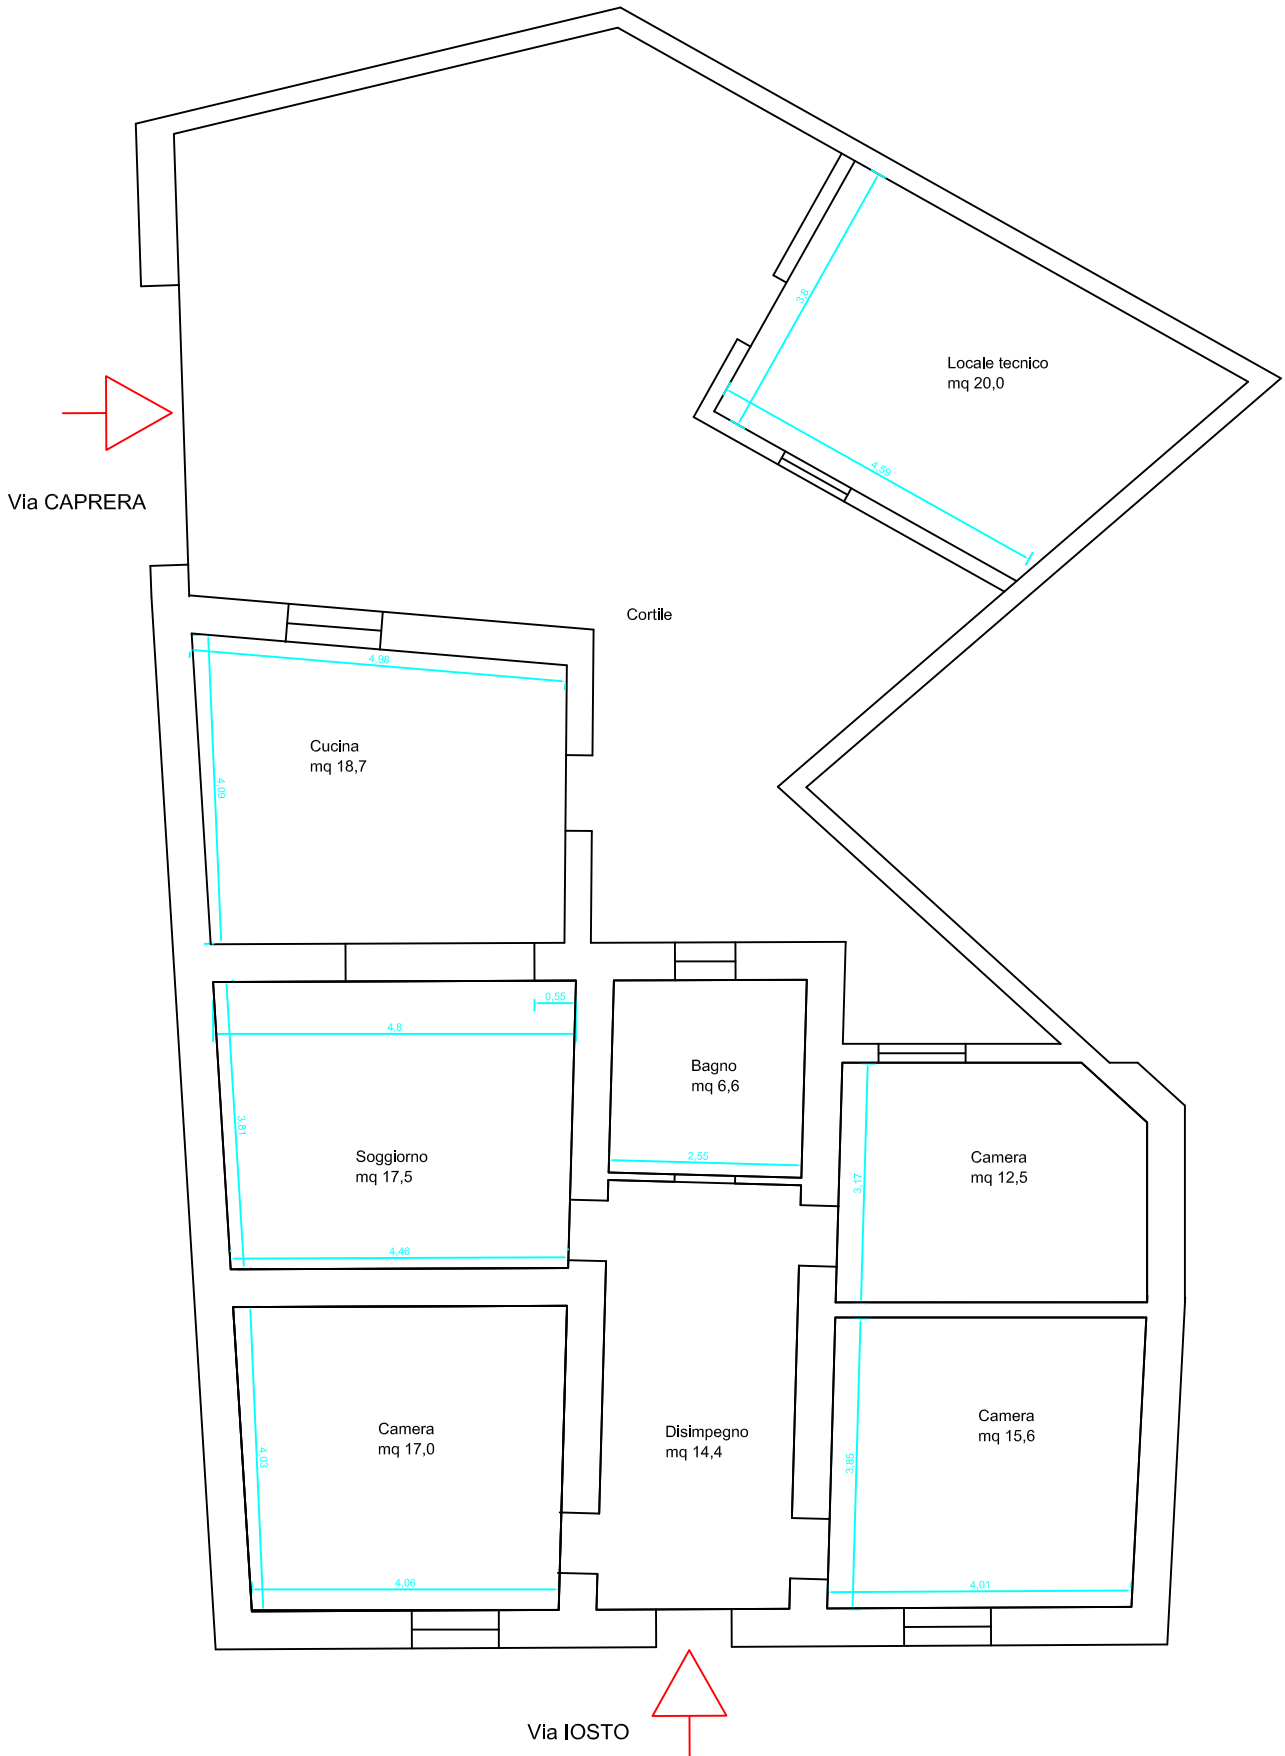 3,8
Locale tecnico
mq 20,0
4,59
Via CAPRERA
Cortile
4,98
Cucina
mq 18,7
4,09
0,55
4,8
Bagno
mq 6,6
3,81
Soggiorno
mq 17,5
2,55
Camera
mq 12,5
3,17
4,46
Camera
mq 17,0
4,03
Disimpegno
mq 14,4
Camera
mq 15,6
3,85
4,06
4,01
Via IOSTO